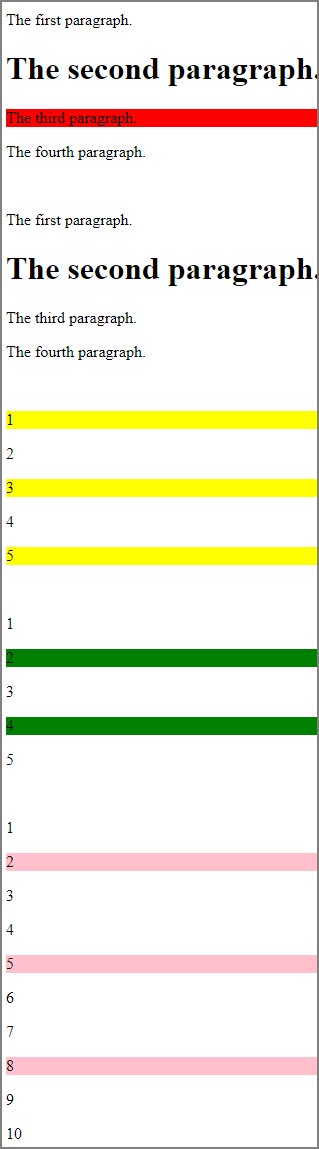 The first paragraph.
The second paragraph.
The third paragraph.
The fourth paragraph.
The first paragraph.
The second paragraph.
The third paragraph.
The fourth paragraph.
1
2
3
4
5
1
2
3
4
5
1
2
3
4
5
6
7
8
9
10